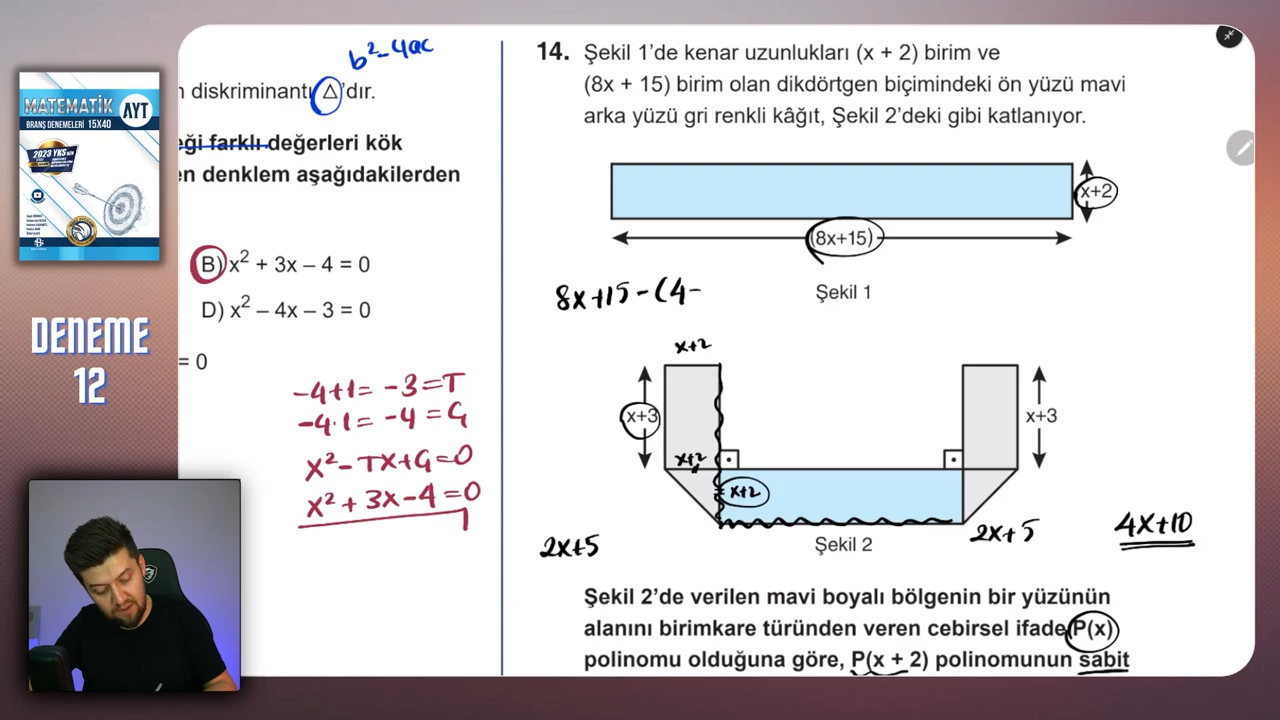 MATEMATİK
AYT
BRANŞ DENEMELERİ 15X40
2023 YKS'NİN
DENEME
12
b²-4ac
n diskriminantı △'dır.
eği farklı değerleri kök
en denklem aşağıdakilerden
B) x² + 3x – 4 = 0
D) x² – 4x – 3 = 0
= 0
-4+1= -3=T
-4·1= -4=Ç
x²-Tx+Ç=0
x²+3x-4=0
14. Şekil 1'de kenar uzunlukları (x + 2) birim ve
(8x + 15) birim olan dikdörtgen biçimindeki ön yüzü mavi
arka yüzü gri renkli kâğıt, Şekil 2'deki gibi katlanıyor.
x+2
(8x+15)
Şekil 1
8x+15-(4-
x+2
x+3
x+3
x+2
x+2
2x+5
2x+5
4x+10
Şekil 2
Şekil 2'de verilen mavi boyalı bölgenin bir yüzünün
alanını birimkare türünden veren cebirsel ifade P(x)
polinomu olduğuna göre, P(x + 2) polinomunun sabit